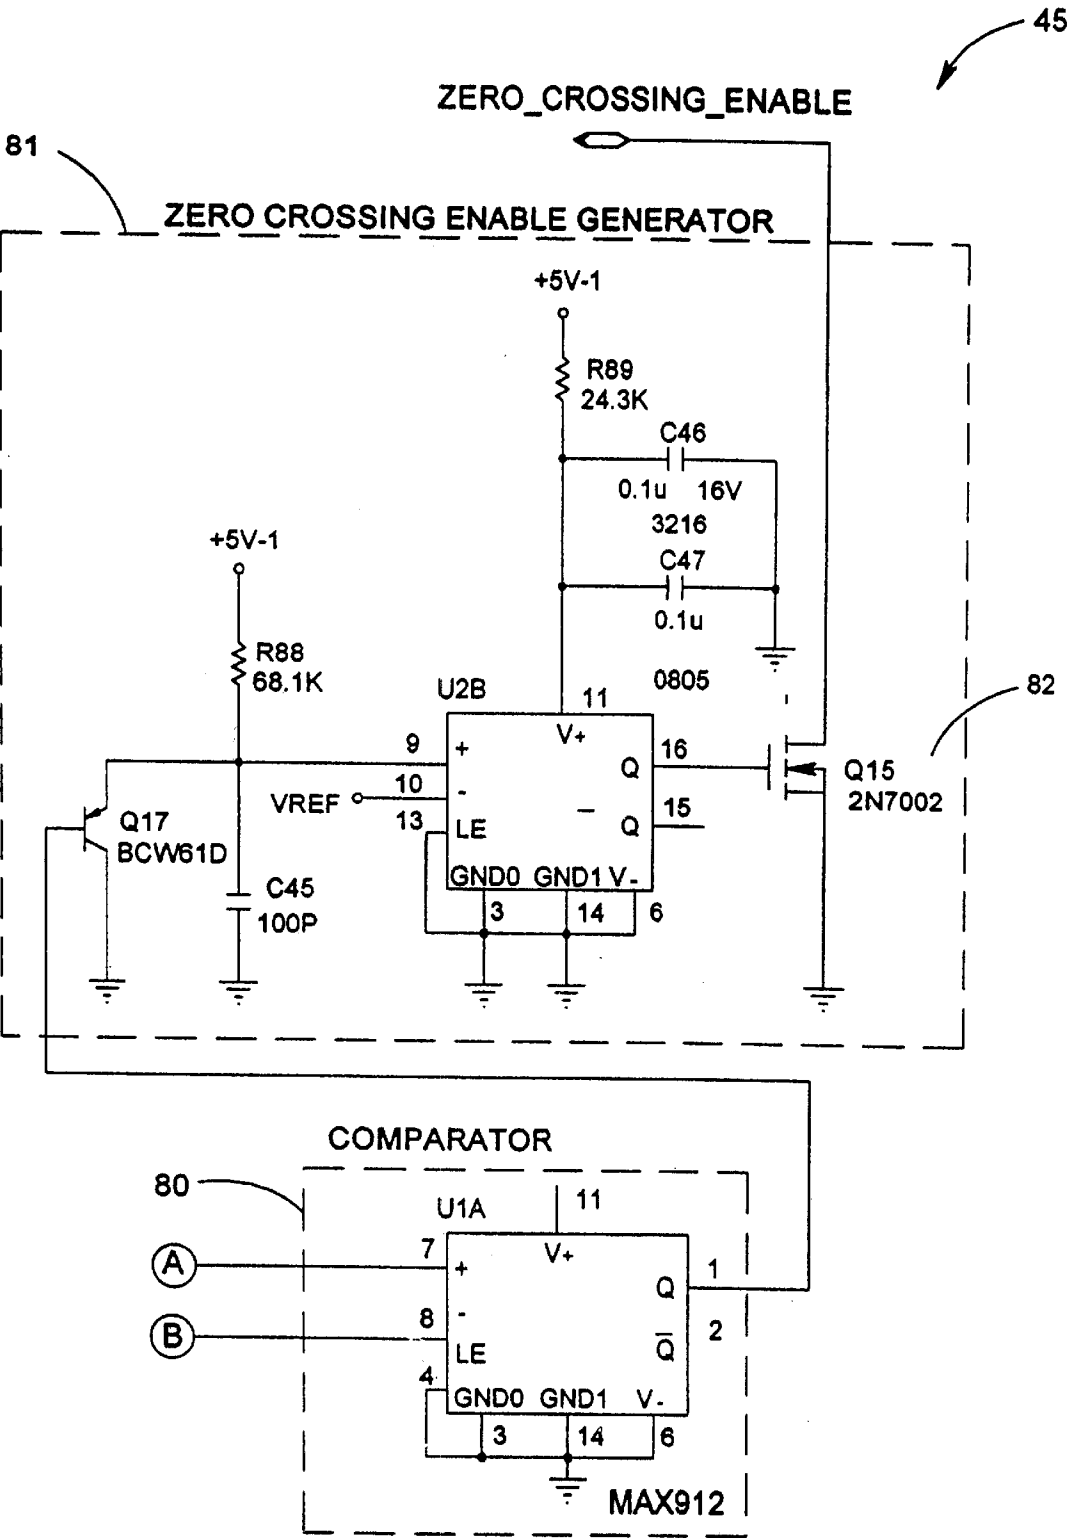 45
ZERO_CROSSING_ENABLE
81
ZERO CROSSING ENABLE GENERATOR
+5V-1
R89
24.3K
C46
0.1u 16V
3216
C47
0.1u
0805
+5V-1
R88
68.1K
U2B
11
V+
82
9
+
Q
16
Q15
2N7002
VREF
10
-
13
LE
Q
15
Q17
BCW61D
GND0 GND1 V-
3
14
6
C45
100P
COMPARATOR
80
U1A
11
V+
A
7
+
Q
1
B
8
-
LE
Q
2
4
GND0 GND1 V-
3
14
6
MAX912